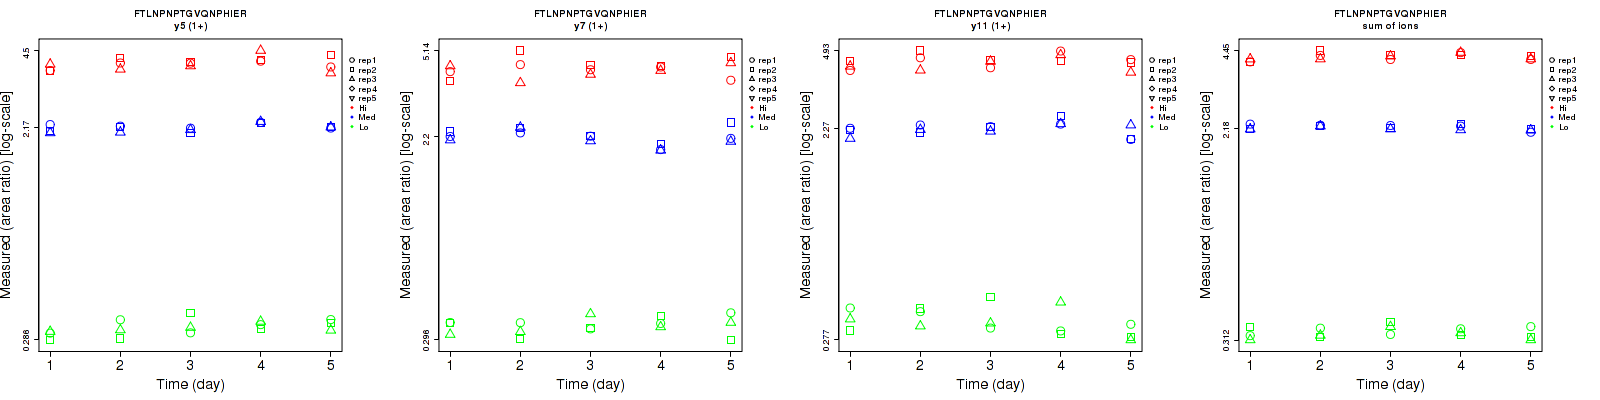 FTLNPNPTGVQNPHIER
y5 (1+)
Measured (area ratio) [log-scale]
4.5
2.17
0.286
1 2 3 4 5
Time (day)
rep1
rep2
rep3
rep4
rep5
Hi
Med
Lo
FTLNPNPTGVQNPHIER
y7 (1+)
Measured (area ratio) [log-scale]
5.14
2.2
0.296
1 2 3 4 5
Time (day)
rep1
rep2
rep3
rep4
rep5
Hi
Med
Lo
FTLNPNPTGVQNPHIER
y11 (1+)
Measured (area ratio) [log-scale]
4.93
2.27
0.277
1 2 3 4 5
Time (day)
rep1
rep2
rep3
rep4
rep5
Hi
Med
Lo
FTLNPNPTGVQNPHIER
sum of ions
Measured (area ratio) [log-scale]
4.45
2.18
0.312
1 2 3 4 5
Time (day)
rep1
rep2
rep3
rep4
rep5
Hi
Med
Lo